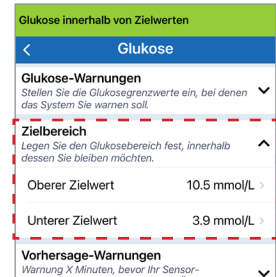 Glukose innerhalb von Zielwerten
Glukose
Glukose-Warnungen
Stellen Sie die Glukosegrenzwerte ein, bei denen
das System Sie warnen soll.
Zielbereich
Legen Sie den Glukosebereich fest, innerhalb
dessen Sie bleiben möchten.
Oberer Zielwert 10.5 mmol/L
Unterer Zielwert 3.9 mmol/L
Vorhersage-Warnungen
Warnung X Minuten, bevor Ihr Sensor-